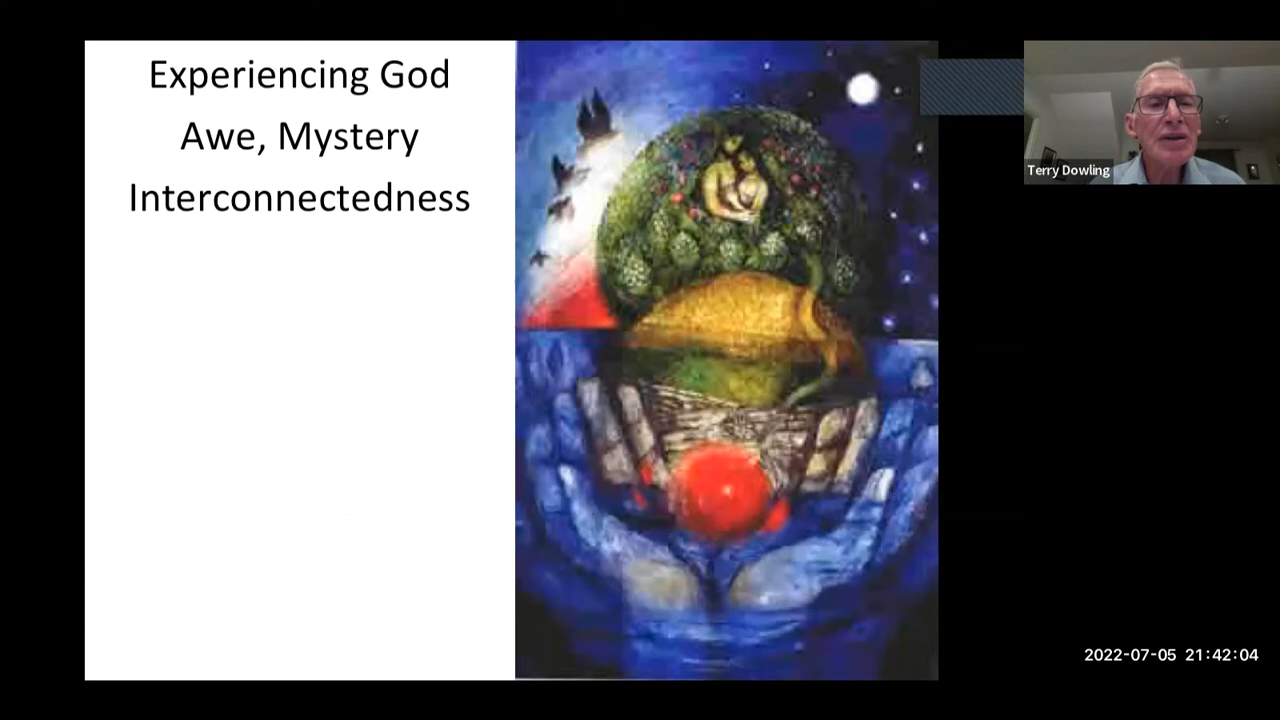 Experiencing God
Awe, Mystery
Interconnectedness
Terry Dowling
2022-07-05 21:42:04